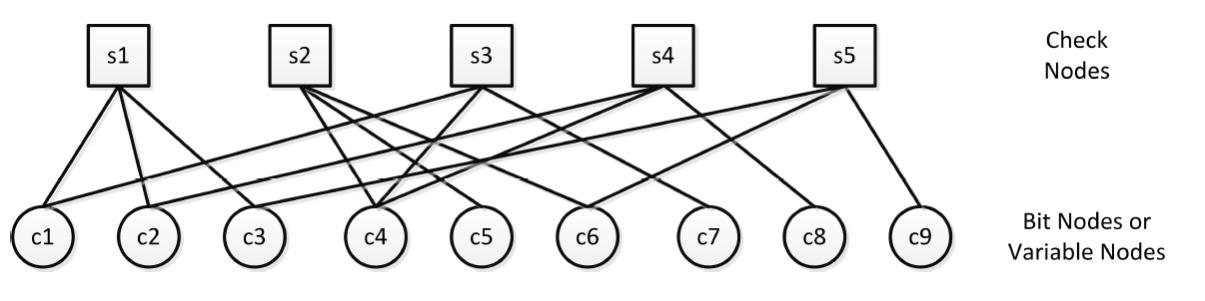 s1 s2 s3 s4 s5
Check
Nodes
c1 c2 c3 c4 c5 c6 c7 c8 c9
Bit Nodes or
Variable Nodes